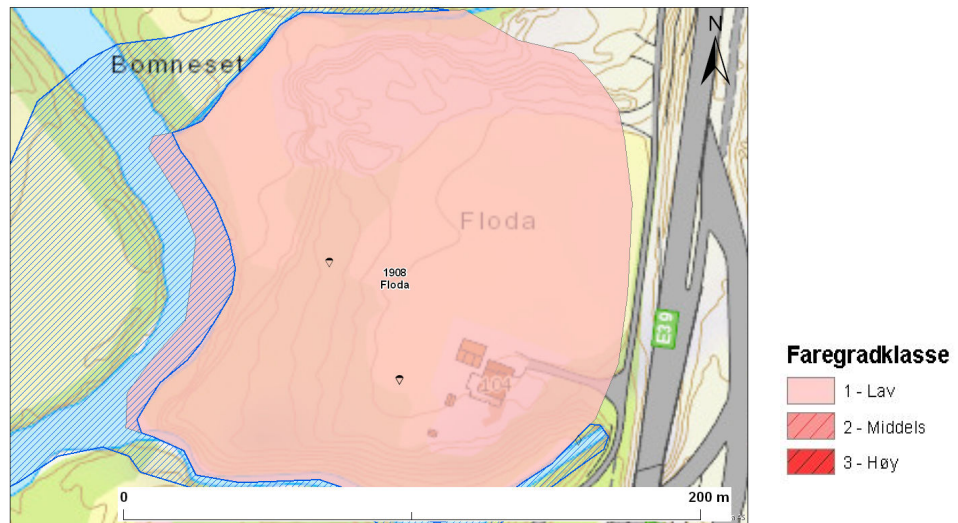 N
Bomneset
Floda
1908
Floda
E39
104
Faregradklasse
1 - Lav
2 - Middels
3 - Høy
0
200 m